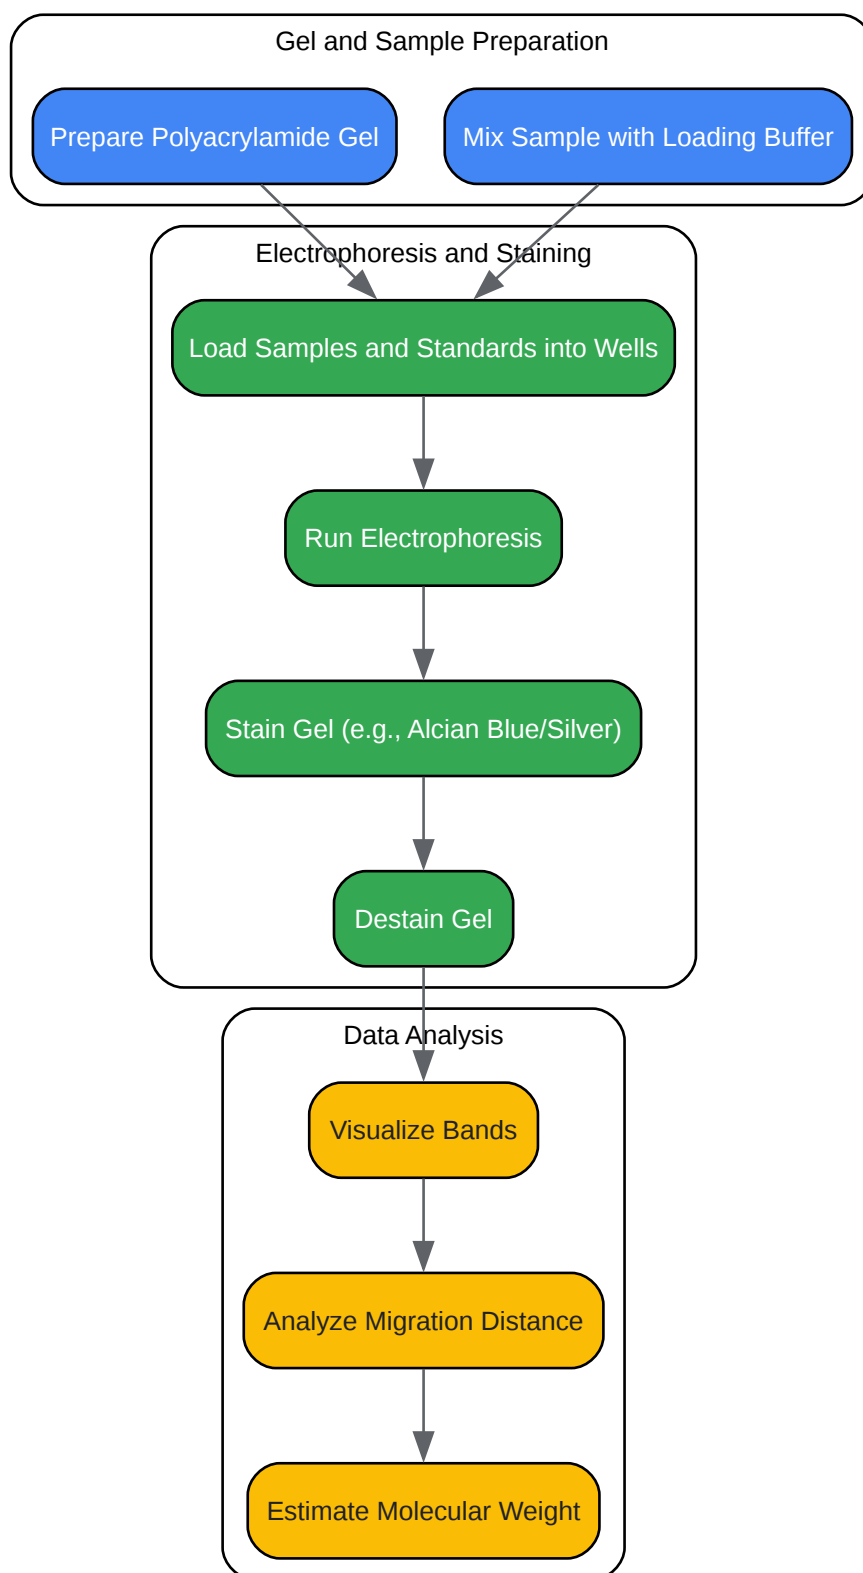 Gel and Sample Preparation
Prepare Polyacrylamide Gel
Mix Sample with Loading Buffer
Electrophoresis and Staining
Load Samples and Standards into Wells
Run Electrophoresis
Stain Gel (e.g., Alcian Blue/Silver)
Destain Gel
Data Analysis
Visualize Bands
Analyze Migration Distance
Estimate Molecular Weight